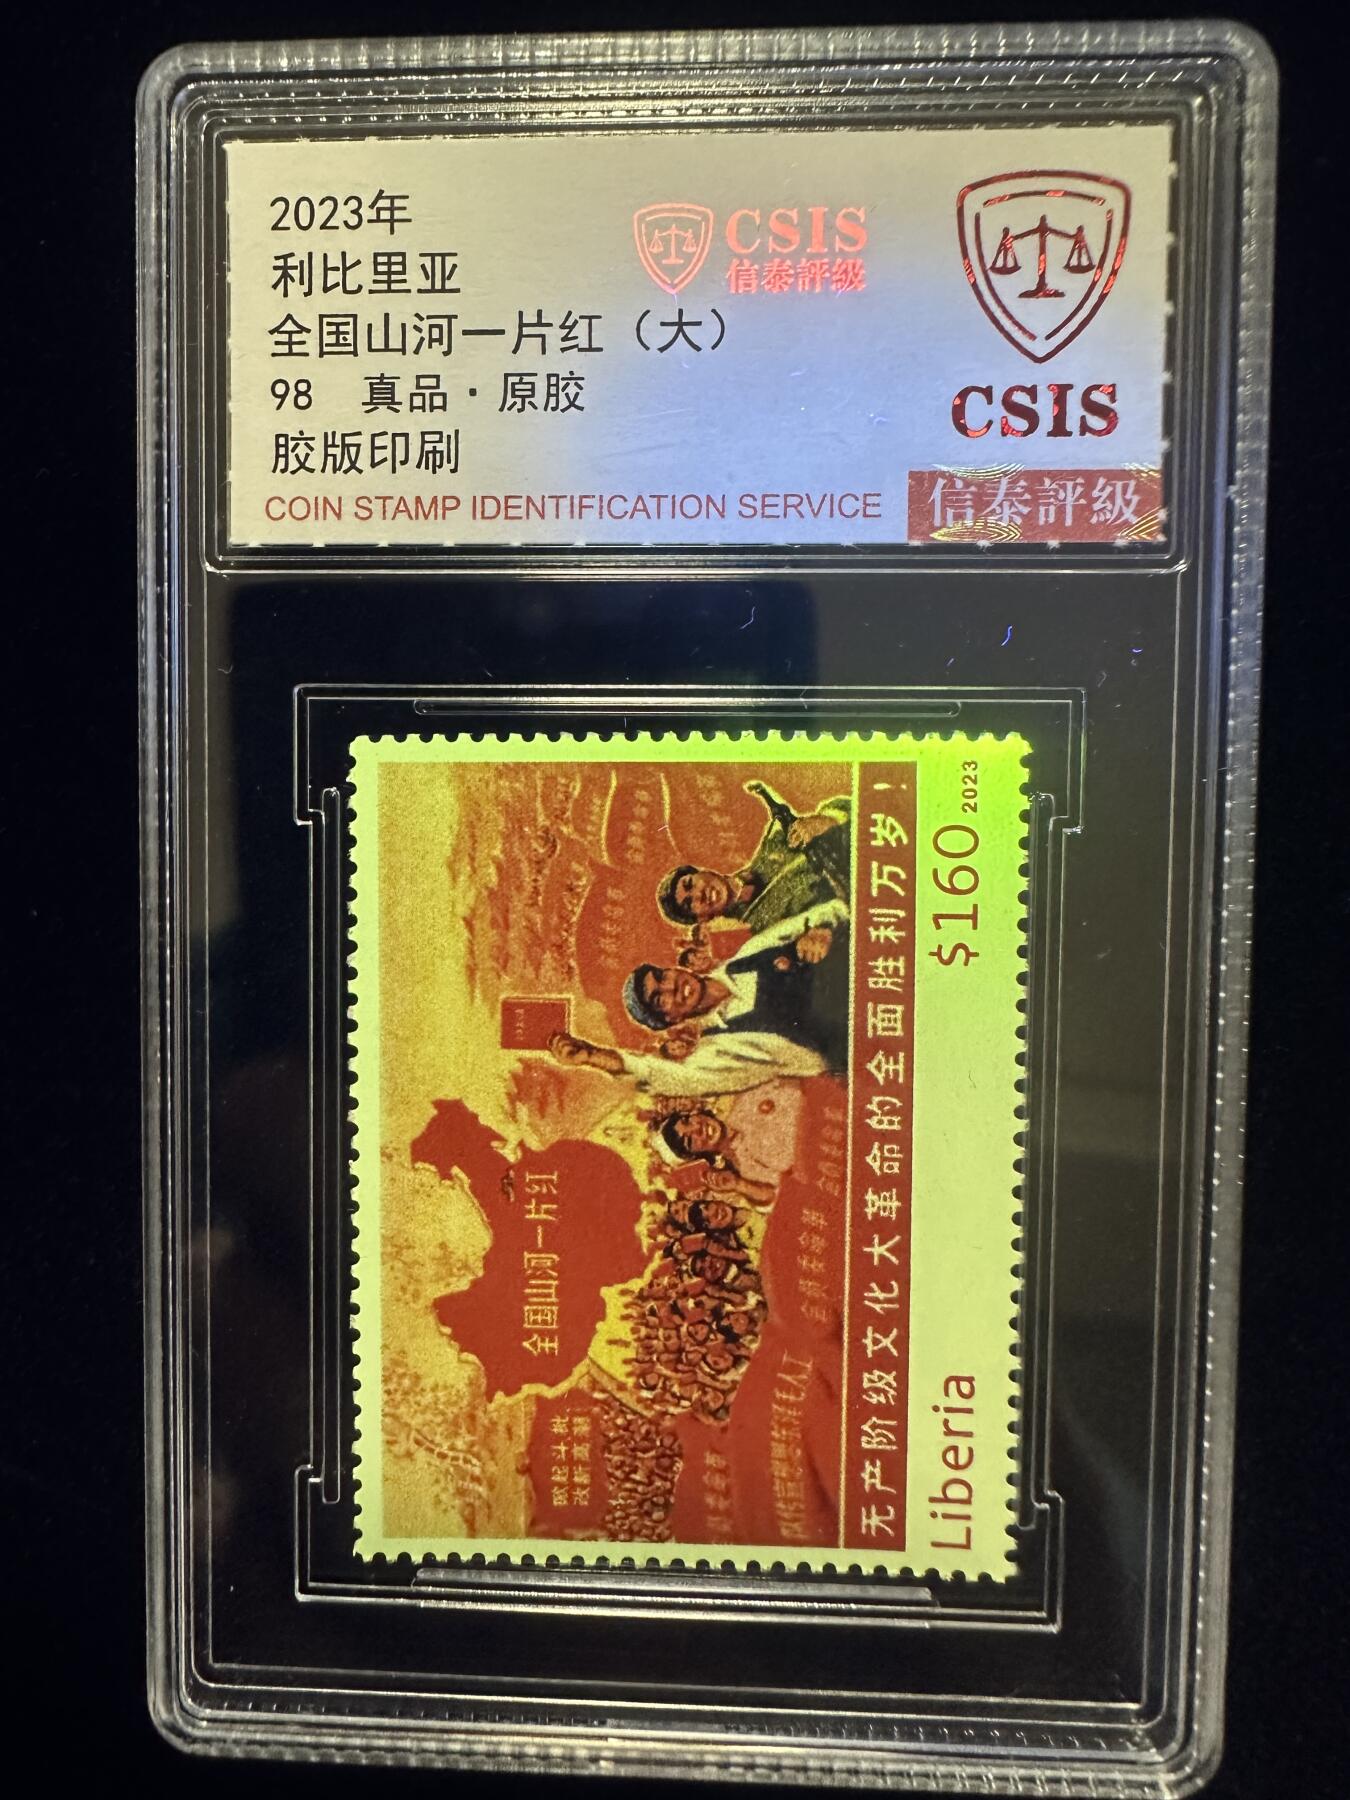 2023年
利比里亚
全国山河一片红（大）
98 真品·原胶
胶版印刷
COIN STAMP IDENTIFICATION SERVICE
CSIS
信泰評級
CSIS
信泰評級
全国山河一片红
无产阶级文化大革命的全面胜利万岁！
Liberia
$160
2023